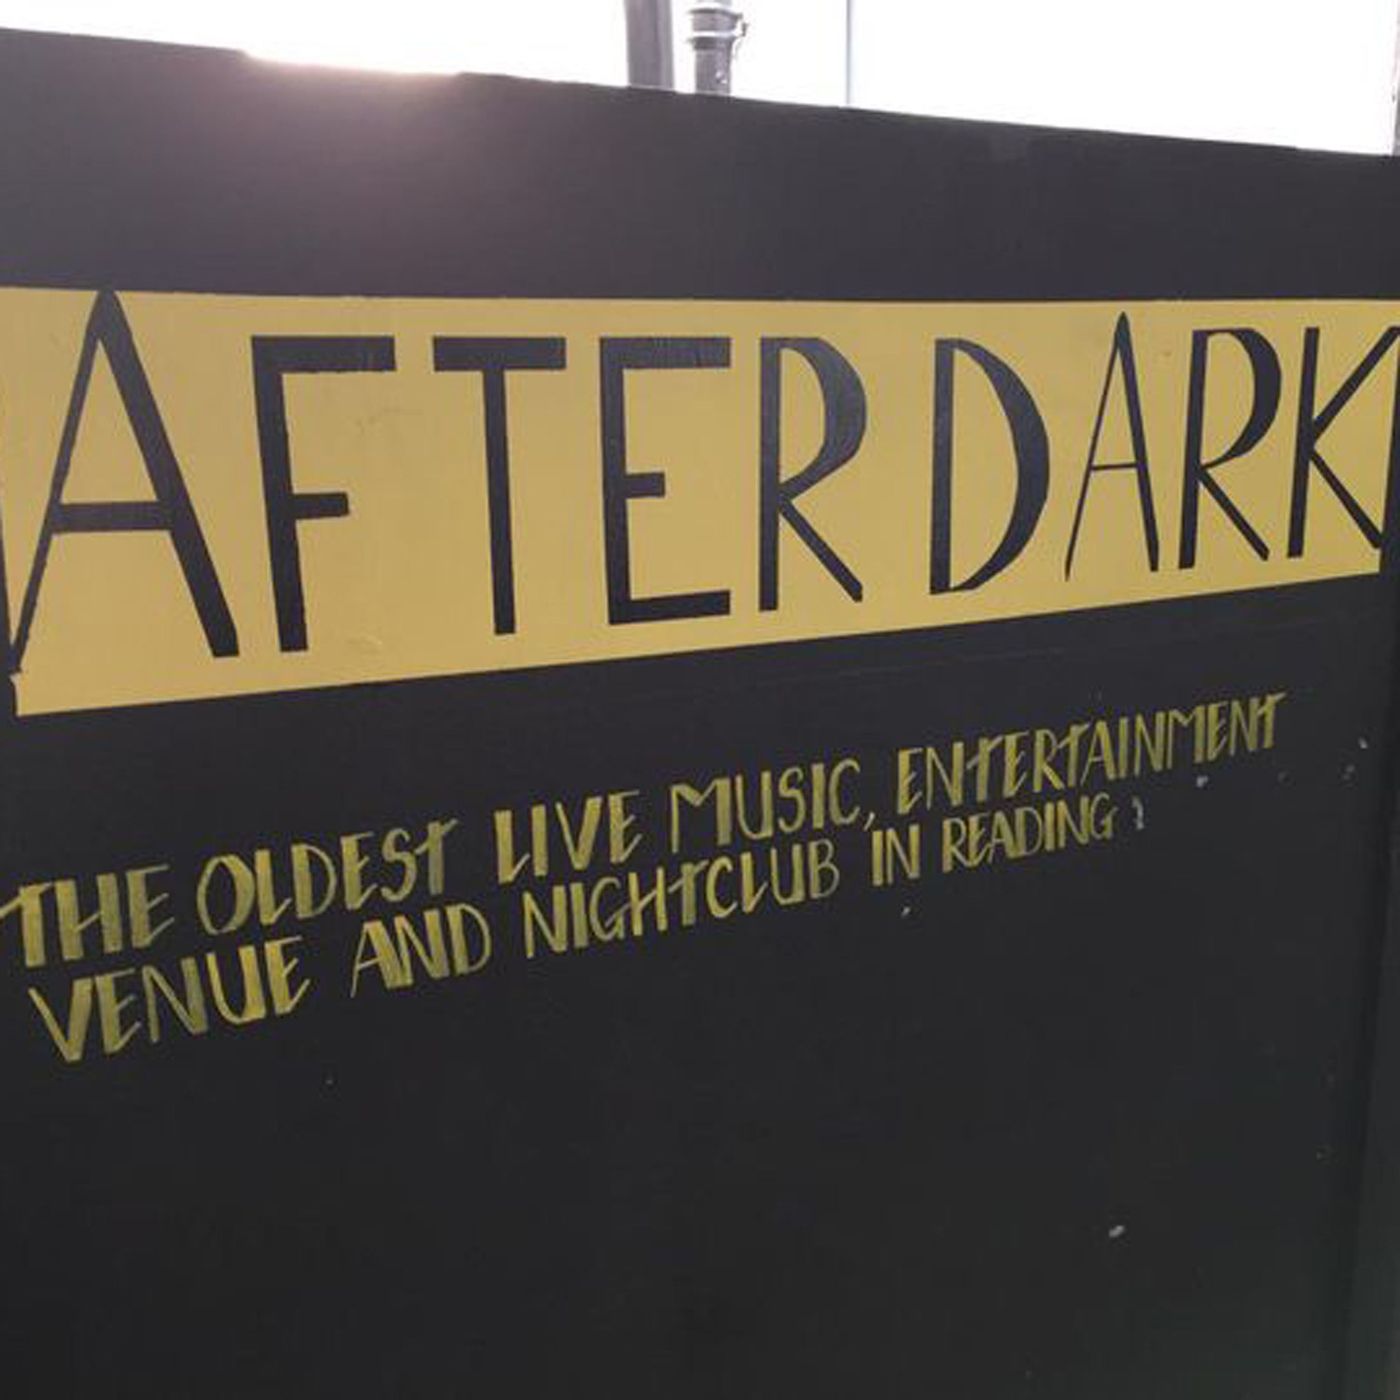 AFTER DARK
THE OLDEST LIVE MUSIC, ENTERTAINMENT
VENUE AND NIGHTCLUB IN READING